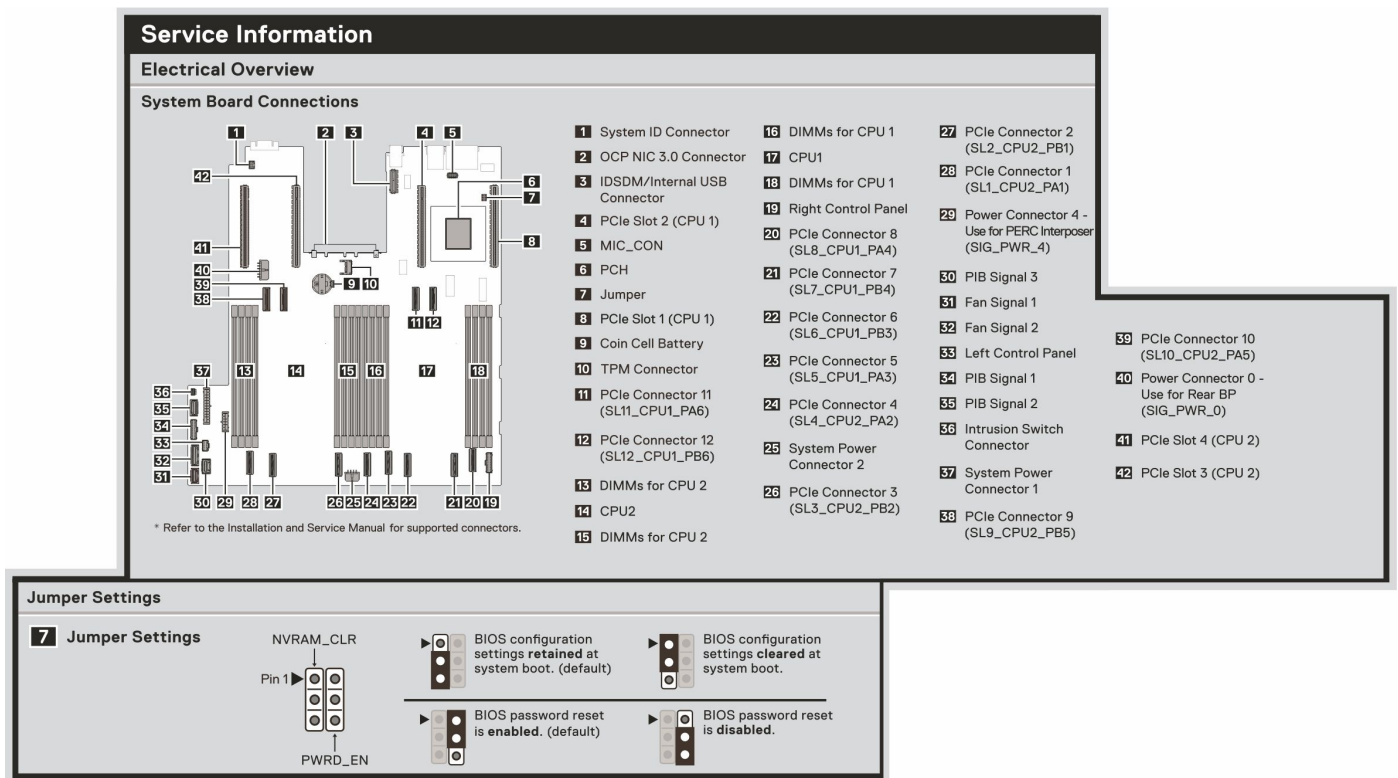 Service Information
Electrical Overview
System Board Connections
1
2
3
4
5
42
6
7
41
8
40
39
9
10
38
11
12
37
13
14
15
16
17
18
36
35
34
33
32
31
30
29
28
27
26
25
24
23
22
21
20
19
* Refer to the Installation and Service Manual for supported connectors.
1 System ID Connector
2 OCP NIC 3.0 Connector
3 IDSDM/Internal USB
Connector
4 PCIe Slot 2 (CPU 1)
5 MIC_CON
6 PCH
7 Jumper
8 PCIe Slot 1 (CPU 1)
9 Coin Cell Battery
10 TPM Connector
11 PCIe Connector 11
(SL11_CPU1_PA6)
12 PCIe Connector 12
(SL12_CPU1_PB6)
13 DIMMs for CPU 2
14 CPU2
15 DIMMs for CPU 2
16 DIMMs for CPU 1
17 CPU1
18 DIMMs for CPU 1
19 Right Control Panel
20 PCIe Connector 8
(SL8_CPU1_PA4)
21 PCIe Connector 7
(SL7_CPU1_PB4)
22 PCIe Connector 6
(SL6_CPU1_PB3)
23 PCIe Connector 5
(SL5_CPU1_PA3)
24 PCIe Connector 4
(SL4_CPU2_PA2)
25 System Power
Connector 2
26 PCIe Connector 3
(SL3_CPU2_PB2)
27 PCIe Connector 2
(SL2_CPU2_PB1)
28 PCIe Connector 1
(SL1_CPU2_PA1)
29 Power Connector 4 -
Use for PERC Interposer
(SIG_PWR_4)
30 PIB Signal 3
31 Fan Signal 1
32 Fan Signal 2
33 Left Control Panel
34 PIB Signal 1
35 PIB Signal 2
36 Intrusion Switch
Connector
37 System Power
Connector 1
38 PCIe Connector 9
(SL9_CPU2_PB5)
39 PCIe Connector 10
(SL10_CPU2_PA5)
40 Power Connector 0 -
Use for Rear BP
(SIG_PWR_0)
41 PCIe Slot 4 (CPU 2)
42 PCIe Slot 3 (CPU 2)
Jumper Settings
7 Jumper Settings
NVRAM_CLR
Pin 1
PWRD_EN
BIOS configuration
settings retained at
system boot. (default)
BIOS configuration
settings cleared at
system boot.
BIOS password reset
is enabled. (default)
BIOS password reset
is disabled.